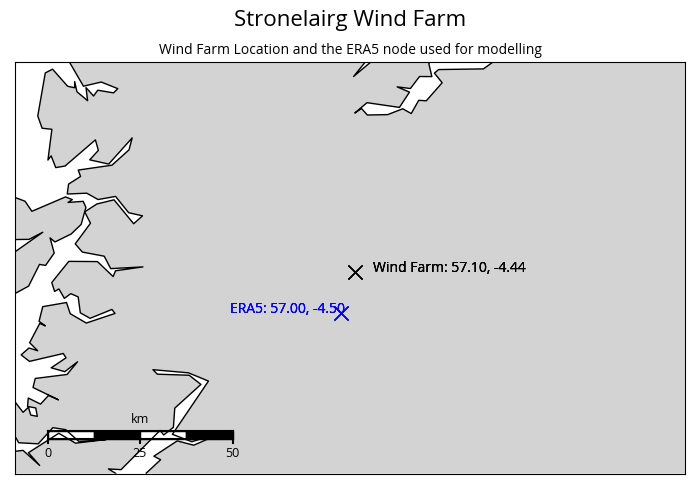 Stronelairg Wind Farm
Wind Farm Location and the ERA5 node used for modelling
Wind Farm: 57.10, -4.44
ERA5: 57.00, -4.50
km
0 25 50